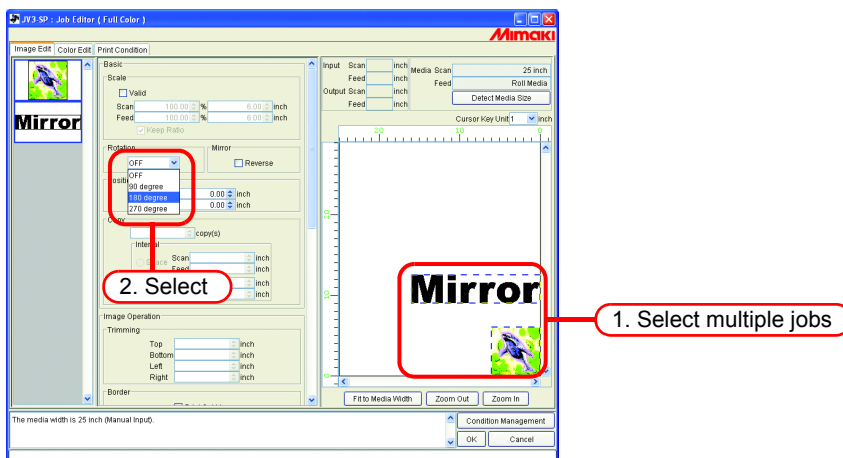 JV3-SP : Job Editor ( Full Color )
Mimaki
Image Edit Color Edit Print Condition
Mirror
Basic
Scale
Valid
Scan 100.00 % 6.00 inch
Feed 100.00 % 6.00 inch
Keep Ratio
Rotation Mirror
OFF Reverse
OFF
90 degree
180 degree
270 degree
0.00 inch
0.00 inch
copy(s)
Interval
Space Scan inch
Feed inch
inch
inch
2. Select
Image Operation
Trimming
Top inch
Bottom inch
Left inch
Right inch
Border
Input Scan inch
Feed inch
Output Scan inch
Feed inch
Media Scan 25 inch
Feed Roll Media
Detect Media Size
Cursor Key Unit 1 inch
20 10 0
20
10
0
Mirror
1. Select multiple jobs
Fit to Media Width Zoom Out Zoom In
The media width is 25 inch (Manual Input).
Condition Management
OK Cancel